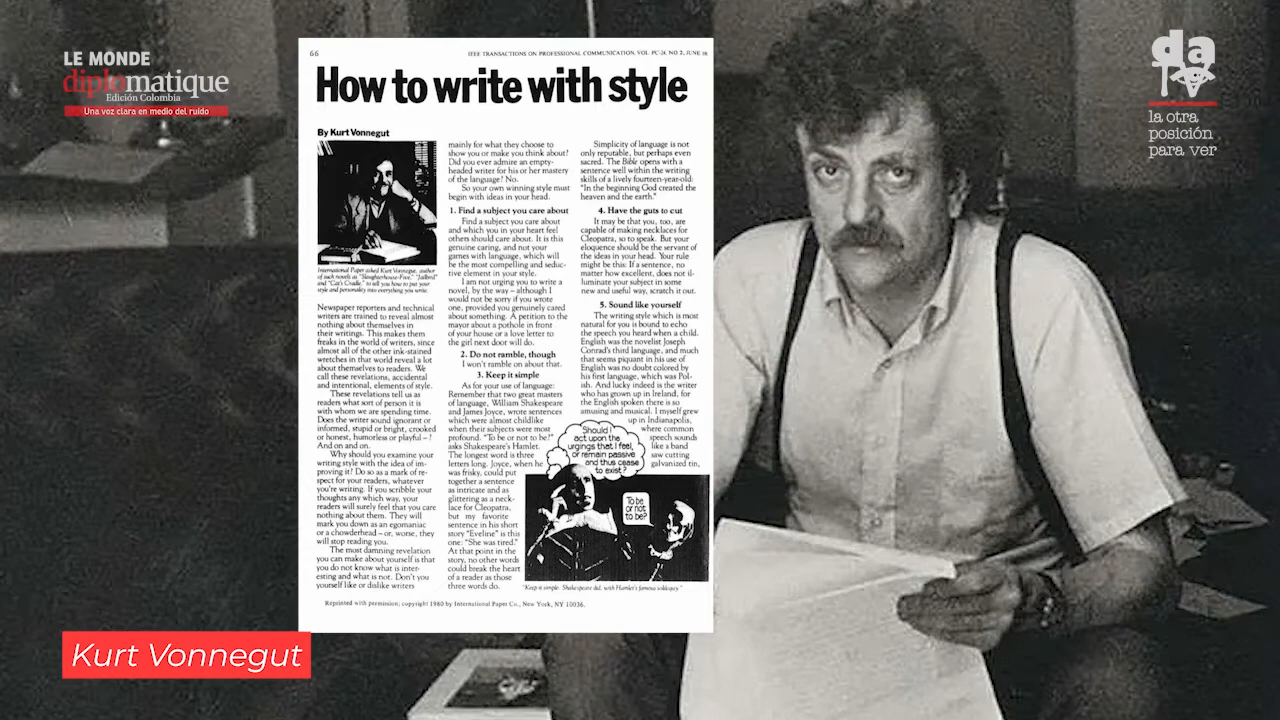 LE MONDE
diplomatique
Edición Colombia
Una voz clara en medio del ruido
da
la otra
posición
para ver
66
IEEE TRANSACTIONS ON PROFESSIONAL COMMUNICATION, VOL. PC-24, NO 2, JUNE
How to write with style
By Kurt Vonnegut
International Paper asked Kurt Vonnegut, author
of such novels as "Slaughterhouse-Five," "Jailbird"
and "Cat's Cradle," to tell you how to put your
style and personality into everything you write.
Newspaper reporters and technical
writers are trained to reveal almost
nothing about themselves in
their writings. This makes them
freaks in the world of writers, since
almost all of the other ink-stained
wretches in that world reveal a lot
about themselves to readers. We
call these revelations, accidental
and intentional, elements of style.
These revelations tell us as
readers what sort of person it is
with whom we are spending time.
Does the writer sound ignorant or
informed, stupid or bright, crooked
or honest, humorless or playful – ?
And on and on.
Why should you examine your
writing style with the idea of im-
proving it? Do so as a mark of re-
spect for your readers, whatever
you're writing. If you scribble your
thoughts any which way, your
readers will surely feel that you care
nothing about them. They will
mark you down as an egomaniac
or a chowderhead – or, worse, they
will stop reading you.
The most damning revelation
you can make about yourself is that
you do not know what is inter-
esting and what is not. Don't you
yourself like or dislike writers
mainly for what they choose to
show you or make you think about?
Did you ever admire an empty-
headed writer for his or her mastery
of the language? No.
So your own winning style must
begin with ideas in your head.
1. Find a subject you care about
Find a subject you care about
and which you in your heart feel
others should care about. It is this
genuine caring, and not your
games with language, which will
be the most compelling and seduc-
tive element in your style.
I am not urging you to write a
novel, by the way – although I
would not be sorry if you wrote
one, provided you genuinely cared
about something. A petition to the
mayor about a pothole in front
of your house or a love letter to
the girl next door will do.
2. Do not ramble, though
I won't ramble on about that.
3. Keep it simple
As for your use of language:
Remember that two great masters
of language, William Shakespeare
and James Joyce, wrote sentences
which were almost childlike
when their subjects were most
profound. "To be or not to be?"
asks Shakespeare's Hamlet.
The longest word is three
letters long. Joyce, when he
was frisky, could put
together a sentence
as intricate and as
glittering as a neck-
lace for Cleopatra,
but my favorite
sentence in his short
story "Eveline" is this
one: "She was tired."
At that point in the
story, no other words
could break the heart
of a reader as those
three words do.
Simplicity of language is not
only reputable, but perhaps even
sacred. The Bible opens with a
sentence well within the writing
skills of a lively fourteen-year-old:
"In the beginning God created the
heaven and the earth."
4. Have the guts to cut
It may be that you, too, are
capable of making necklaces for
Cleopatra, so to speak. But your
eloquence should be the servant of
the ideas in your head. Your rule
might be this: If a sentence, no
matter how excellent, does not il-
luminate your subject in some
new and useful way, scratch it out.
5. Sound like yourself
The writing style which is most
natural for you is bound to echo
the speech you heard when a child.
English was the novelist Joseph
Conrad's third language, and much
that seems piquant in his use of
English was no doubt colored by
his first language, which was Pol-
ish. And lucky indeed is the writer
who has grown up in Ireland, for
the English spoken there is so
amusing and musical. I myself grew
up in Indianapolis,
where common
speech sounds
like a band
saw cutting
galvanized tin,
Should I
act upon the
urgings that I feel,
or remain passive
and thus cease
to exist?
To be
or not
to be?
"Keep it simple. Shakespeare did, with Hamlet's famous soliloquy."
Reprinted with permission; copyright 1980 by International Paper Co., New York, NY 10036.
Kurt Vonnegut